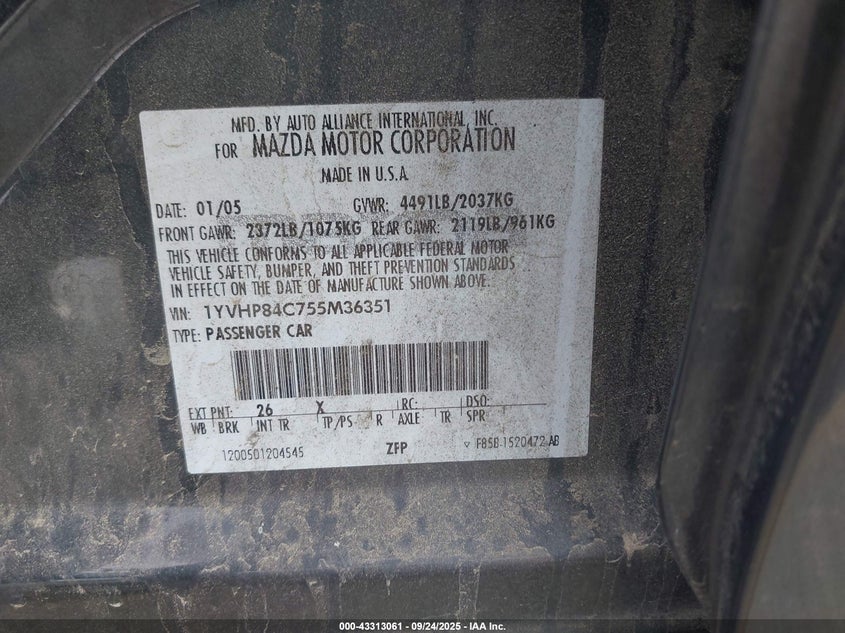 MFD. BY AUTO ALLIANCE INTERNATIONAL, INC.
FOR MAZDA MOTOR CORPORATION
MADE IN U.S.A.
DATE: 01/05 GVWR: 4491LB/2037KG
FRONT GAWR: 2372LB/1075KG REAR GAWR: 2119LB/961KG
THIS VEHICLE CONFORMS TO ALL APPLICABLE FEDERAL MOTOR
VEHICLE SAFETY, BUMPER, AND THEFT PREVENTION STANDARDS
IN EFFECT ON THE DATE OF MANUFACTURE SHOWN ABOVE.
VIN: 1YVHP84C755M36351
TYPE: PASSENGER CAR
EXT PNT: 26 X RC: DSO:
WB BRK INT TR TP/PS R AXLE TR SPR
1200501204545 ZFP F85B-1520472-AB
000-43313061 - 09/24/2025 - IAA Inc.